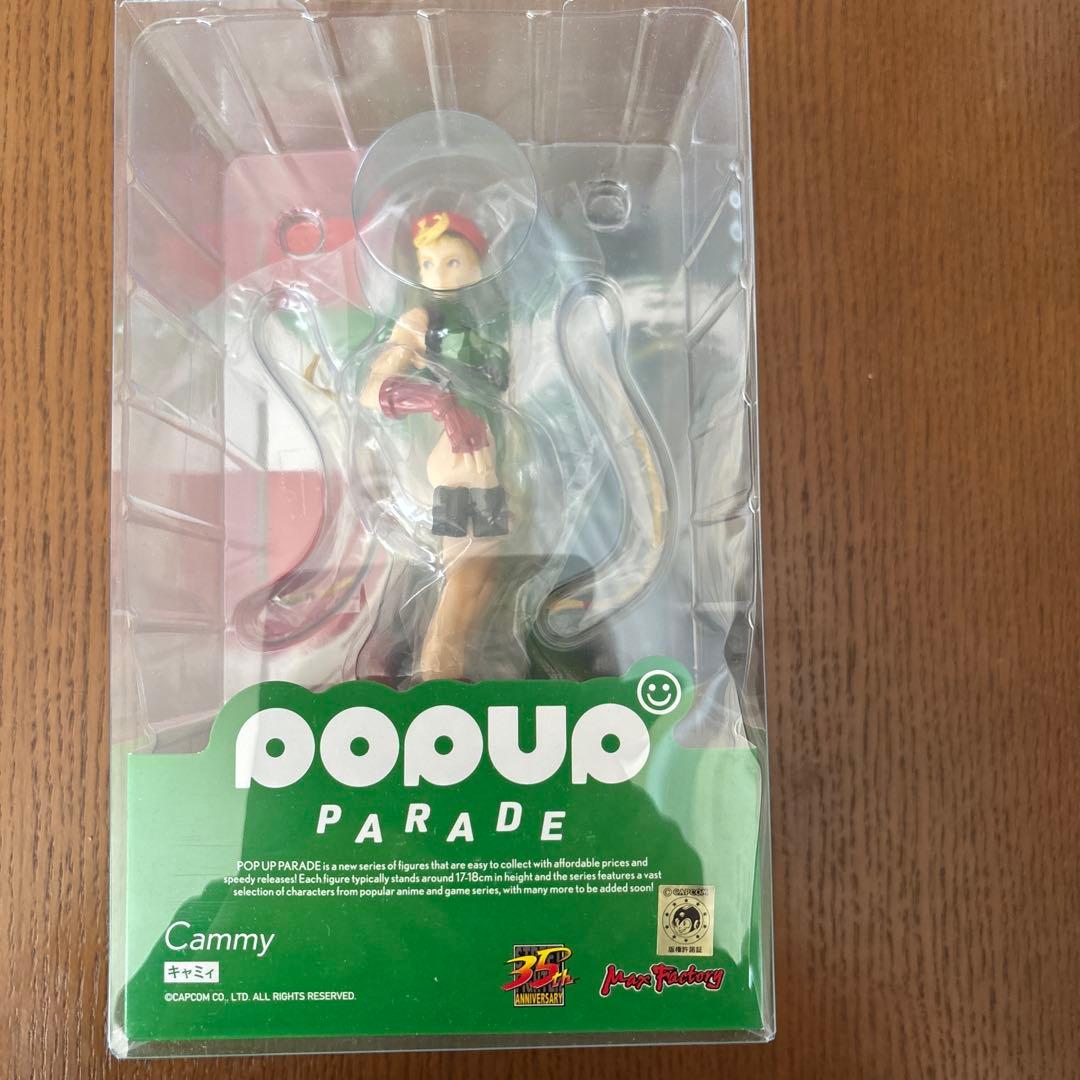 POPUP
PARADE
POP UP PARADE is a new series of figures that are easy to collect with affordable prices and
speedy releases! Each figure typically stands around 17-18cm in height and the series features a vast
selection of characters from popular anime and game series, with many more to be added soon!
© CAPCOM
版権許諾証
Cammy
キャミィ
©CAPCOM CO., LTD. ALL RIGHTS RESERVED.
STREET FIGHTER
35th
ANNIVERSARY
Max Factory